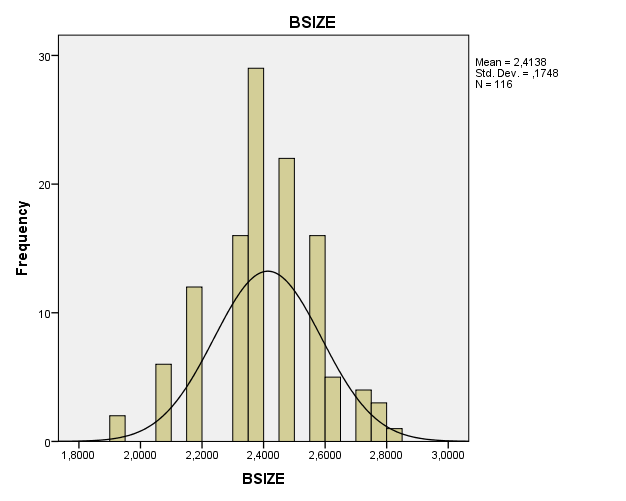 BSIZE
Mean = 2,4138
Std. Dev. = ,1748
N = 116
30
20
10
0
Frequency
1,8000 2,0000 2,2000 2,4000 2,6000 2,8000 3,0000
BSIZE